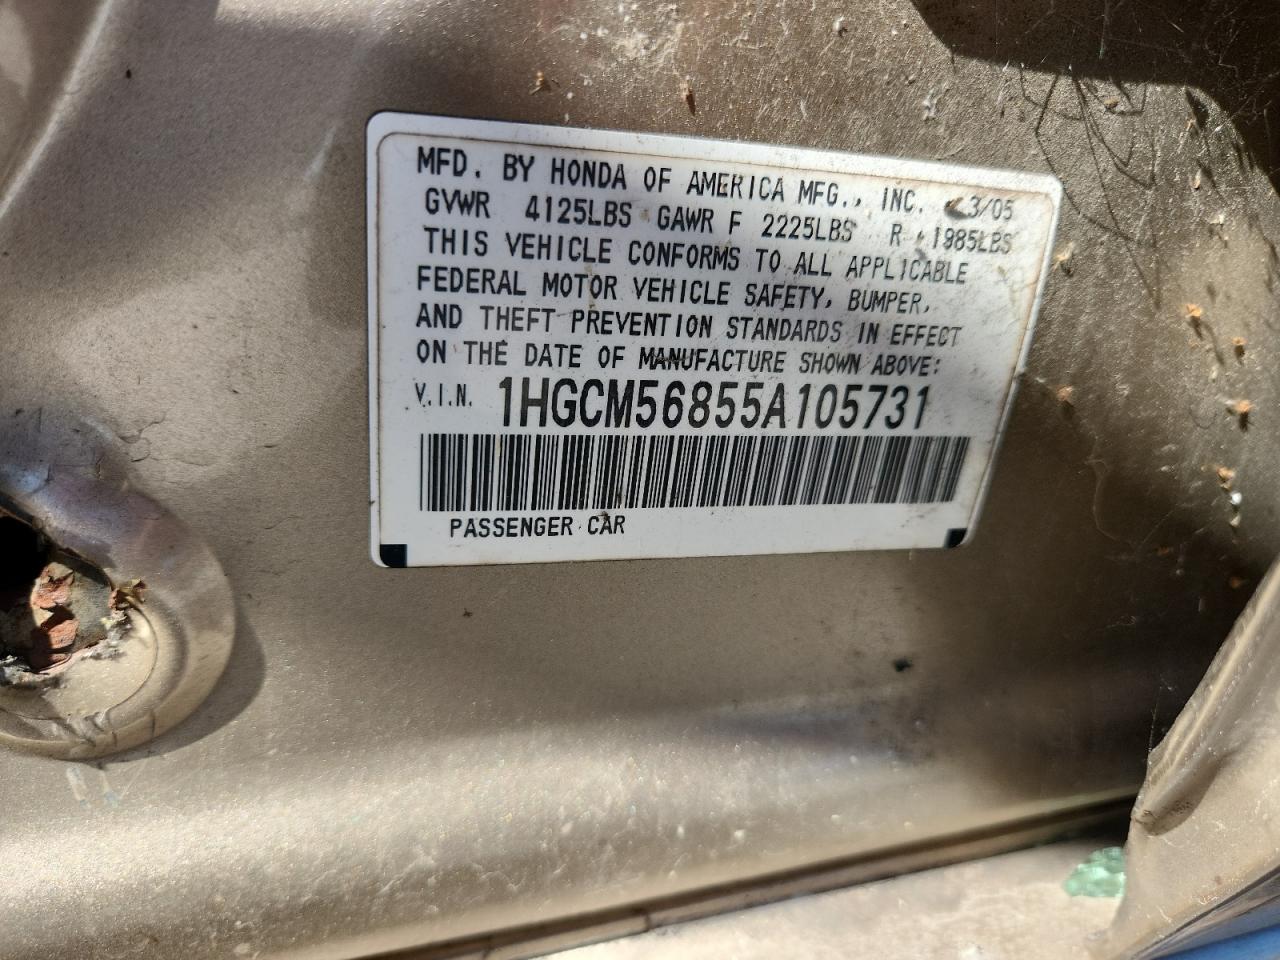 MFD. BY HONDA OF AMERICA MFG., INC. 3/05
GVWR 4125LBS GAWR F 2225LBS R 1985LBS
THIS VEHICLE CONFORMS TO ALL APPLICABLE
FEDERAL MOTOR VEHICLE SAFETY, BUMPER,
AND THEFT PREVENTION STANDARDS IN EFFECT
ON THE DATE OF MANUFACTURE SHOWN ABOVE:
V.I.N. 1HGCM56855A105731
PASSENGER CAR